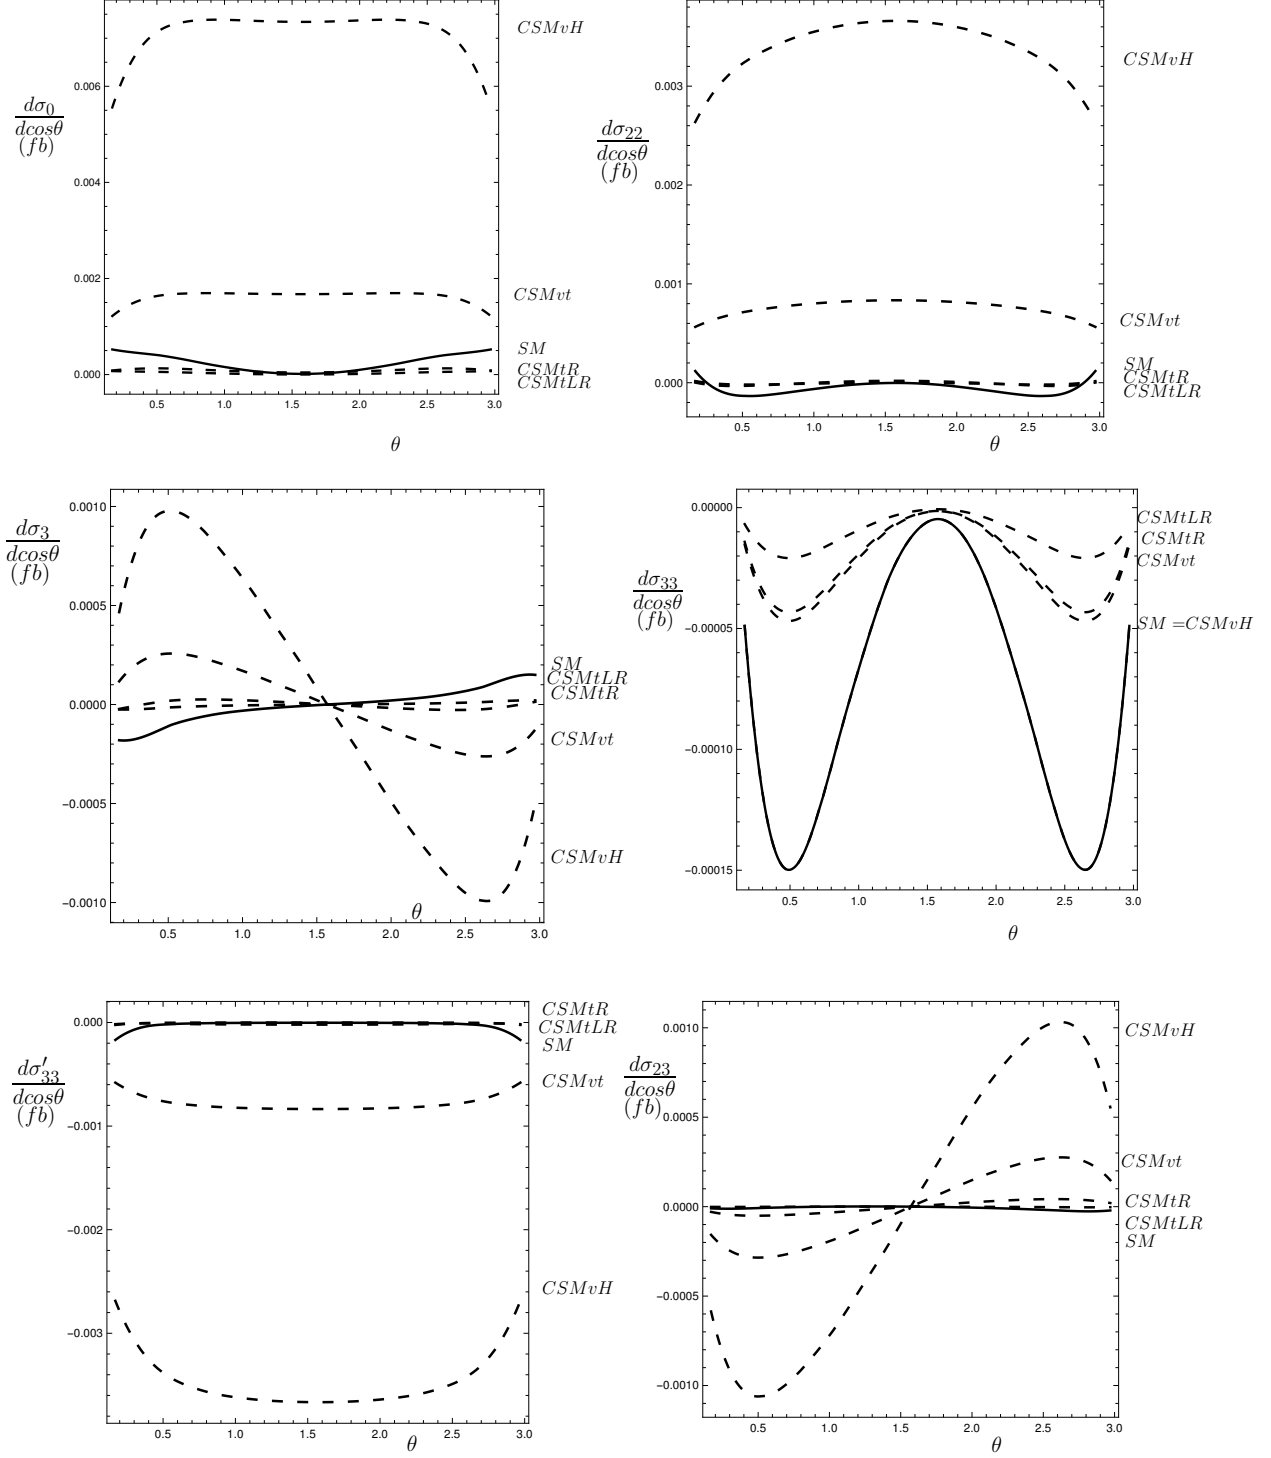 dσ₀
dcosθ
(fb)
0.006
0.004
0.002
0.000
0.5 1.0 1.5 2.0 2.5 3.0
θ
CSMvH
CSMvt
SM
CSMtR
CSMtLR
dσ₂₂
dcosθ
(fb)
0.003
0.002
0.001
0.000
0.5 1.0 1.5 2.0 2.5 3.0
θ
CSMvH
CSMvt
SM
CSMtR
CSMtLR
dσ₃
dcosθ
(fb)
0.0010
0.0005
0.0000
−0.0005
−0.0010
0.5 1.0 1.5 2.0 2.5 3.0
θ
SM
CSMtLR
CSMtR
CSMvt
CSMvH
dσ₃₃
dcosθ
(fb)
0.00000
−0.00005
−0.00010
−0.00015
0.5 1.0 1.5 2.0 2.5 3.0
θ
CSMtLR
CSMtR
CSMvt
SM =CSMvH
dσ′₃₃
dcosθ
(fb)
0.000
−0.001
−0.002
−0.003
0.5 1.0 1.5 2.0 2.5 3.0
θ
CSMtR
CSMtLR
SM
CSMvt
CSMvH
dσ₂₃
dcosθ
(fb)
0.0010
0.0005
0.0000
−0.0005
−0.0010
0.5 1.0 1.5 2.0 2.5 3.0
θ
CSMvH
CSMvt
CSMtR
CSMtLR
SM